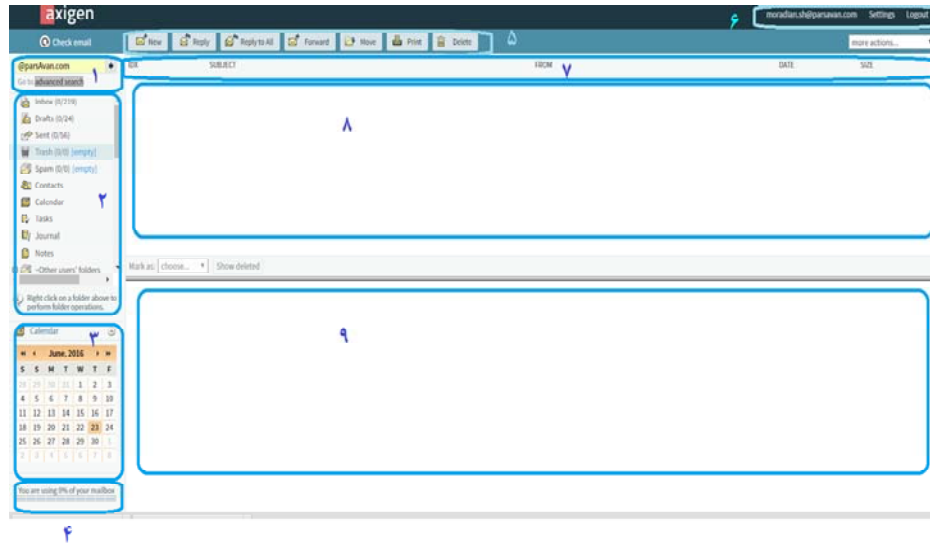 axigen
۶ moradian.sh@parsavan.com Settings Logout
Check email New Reply Reply to All Forward Move Print Delete ۵ more actions...
@parsAvan.com
IDX SUBJECT FROM ۷ DATE SIZE
Go to advanced search ۱
Inbox (0/219)
Drafts (0/24)
۸
Sent (0/56)
Trash (0/0) [empty]
Spam (0/0) [empty]
Contacts
Calendar ۲
Tasks
Journal
Notes
~Other users' folders
Mark as: choose... Show deleted
Right click on a folder above to
perform folder operations.
Calendar ۳
۹
June, 2016
S S M T W T F
28 29 30 31 1 2 3
4 5 6 7 8 9 10
11 12 13 14 15 16 17
18 19 20 21 22 23 24
25 26 27 28 29 30 1
2 3 4 5 6 7 8
You are using 9% of your mailbox
۴